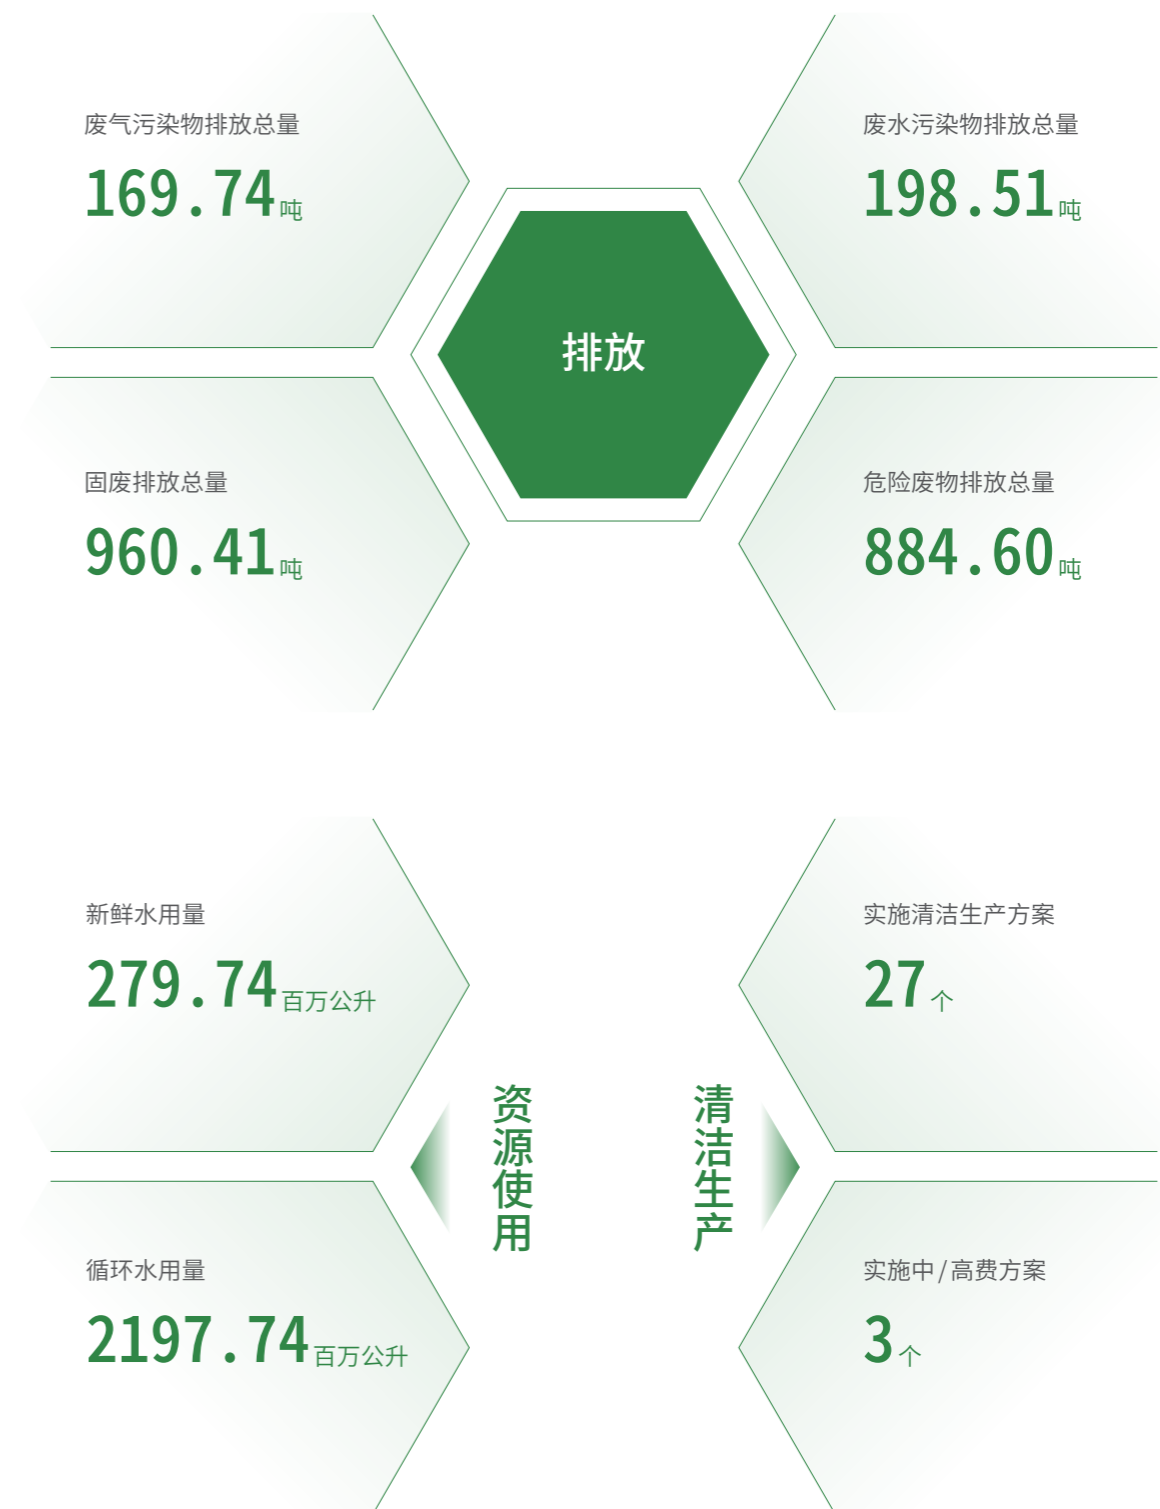 废气污染物排放总量
169.74吨
废水污染物排放总量
198.51吨
排放
固废排放总量
960.41吨
危险废物排放总量
884.60吨
新鲜水用量
279.74百万公升
实施清洁生产方案
27个
资源使用
清洁生产
循环水用量
2197.74百万公升
实施中/高费方案
3个